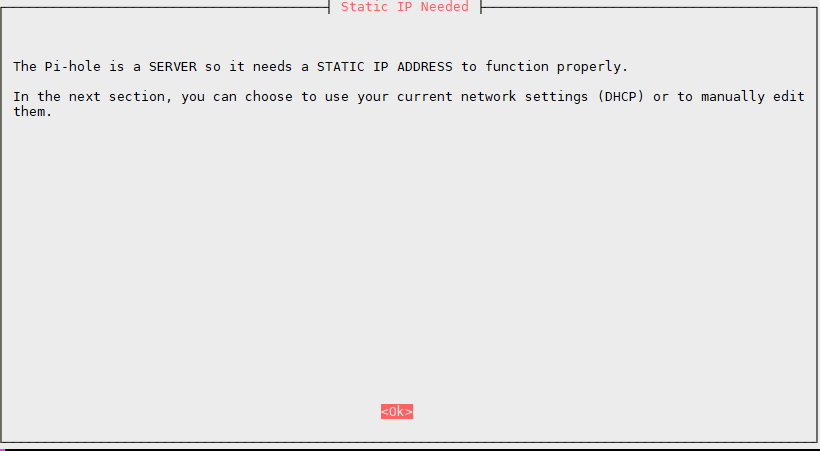 Static IP Needed
The Pi-hole is a SERVER so it needs a STATIC IP ADDRESS to function properly.
In the next section, you can choose to use your current network settings (DHCP) or to manually edit
them.
<Ok>